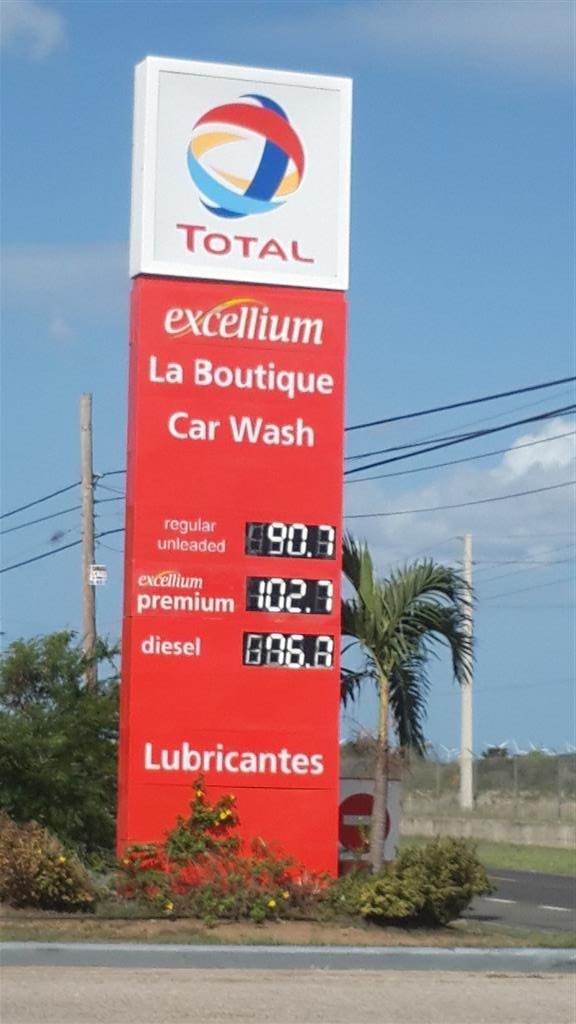 TOTAL
excellium
La Boutique
Car Wash
regular
unleaded
90.7
excellium
premium
102.7
diesel
Lubricantes